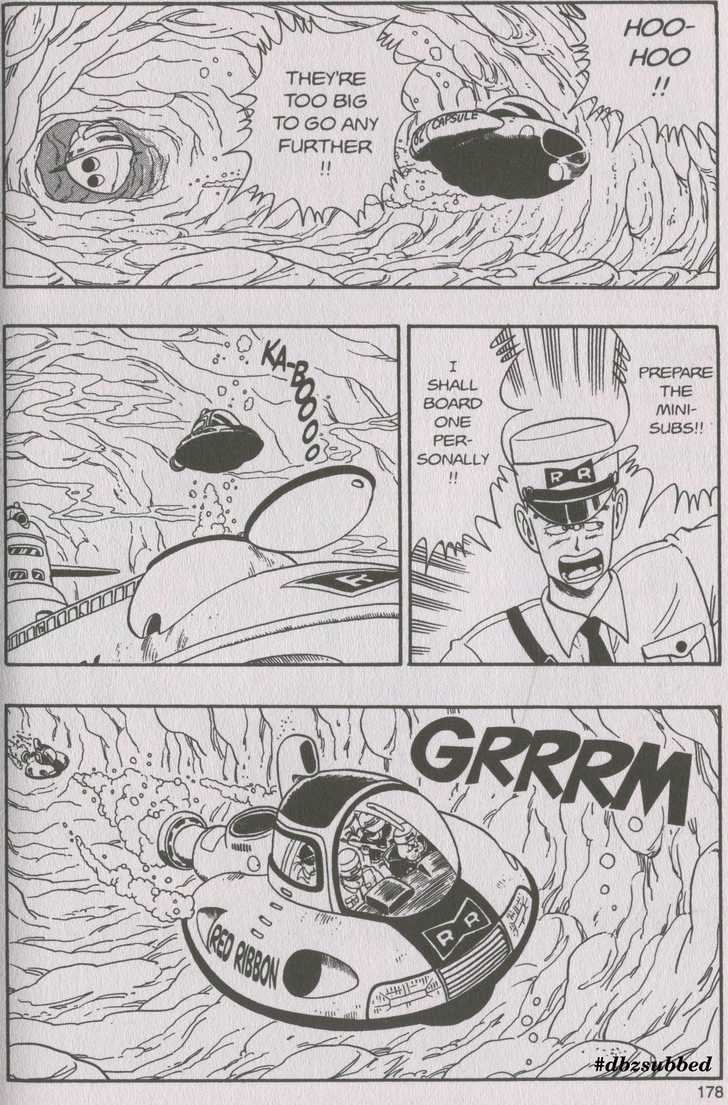 HOO-
HOO
!!
THEY'RE
TOO BIG
TO GO ANY
FURTHER
!!
CAPSULE
PREPARE
THE
MINI-
SUBS!!
I
SHALL
BOARD
ONE
PER-
SONALLY
!!
R R
KA-BOOOOO
R
GRRRM
R R
RED RIBBON
#dbzsubbed
178